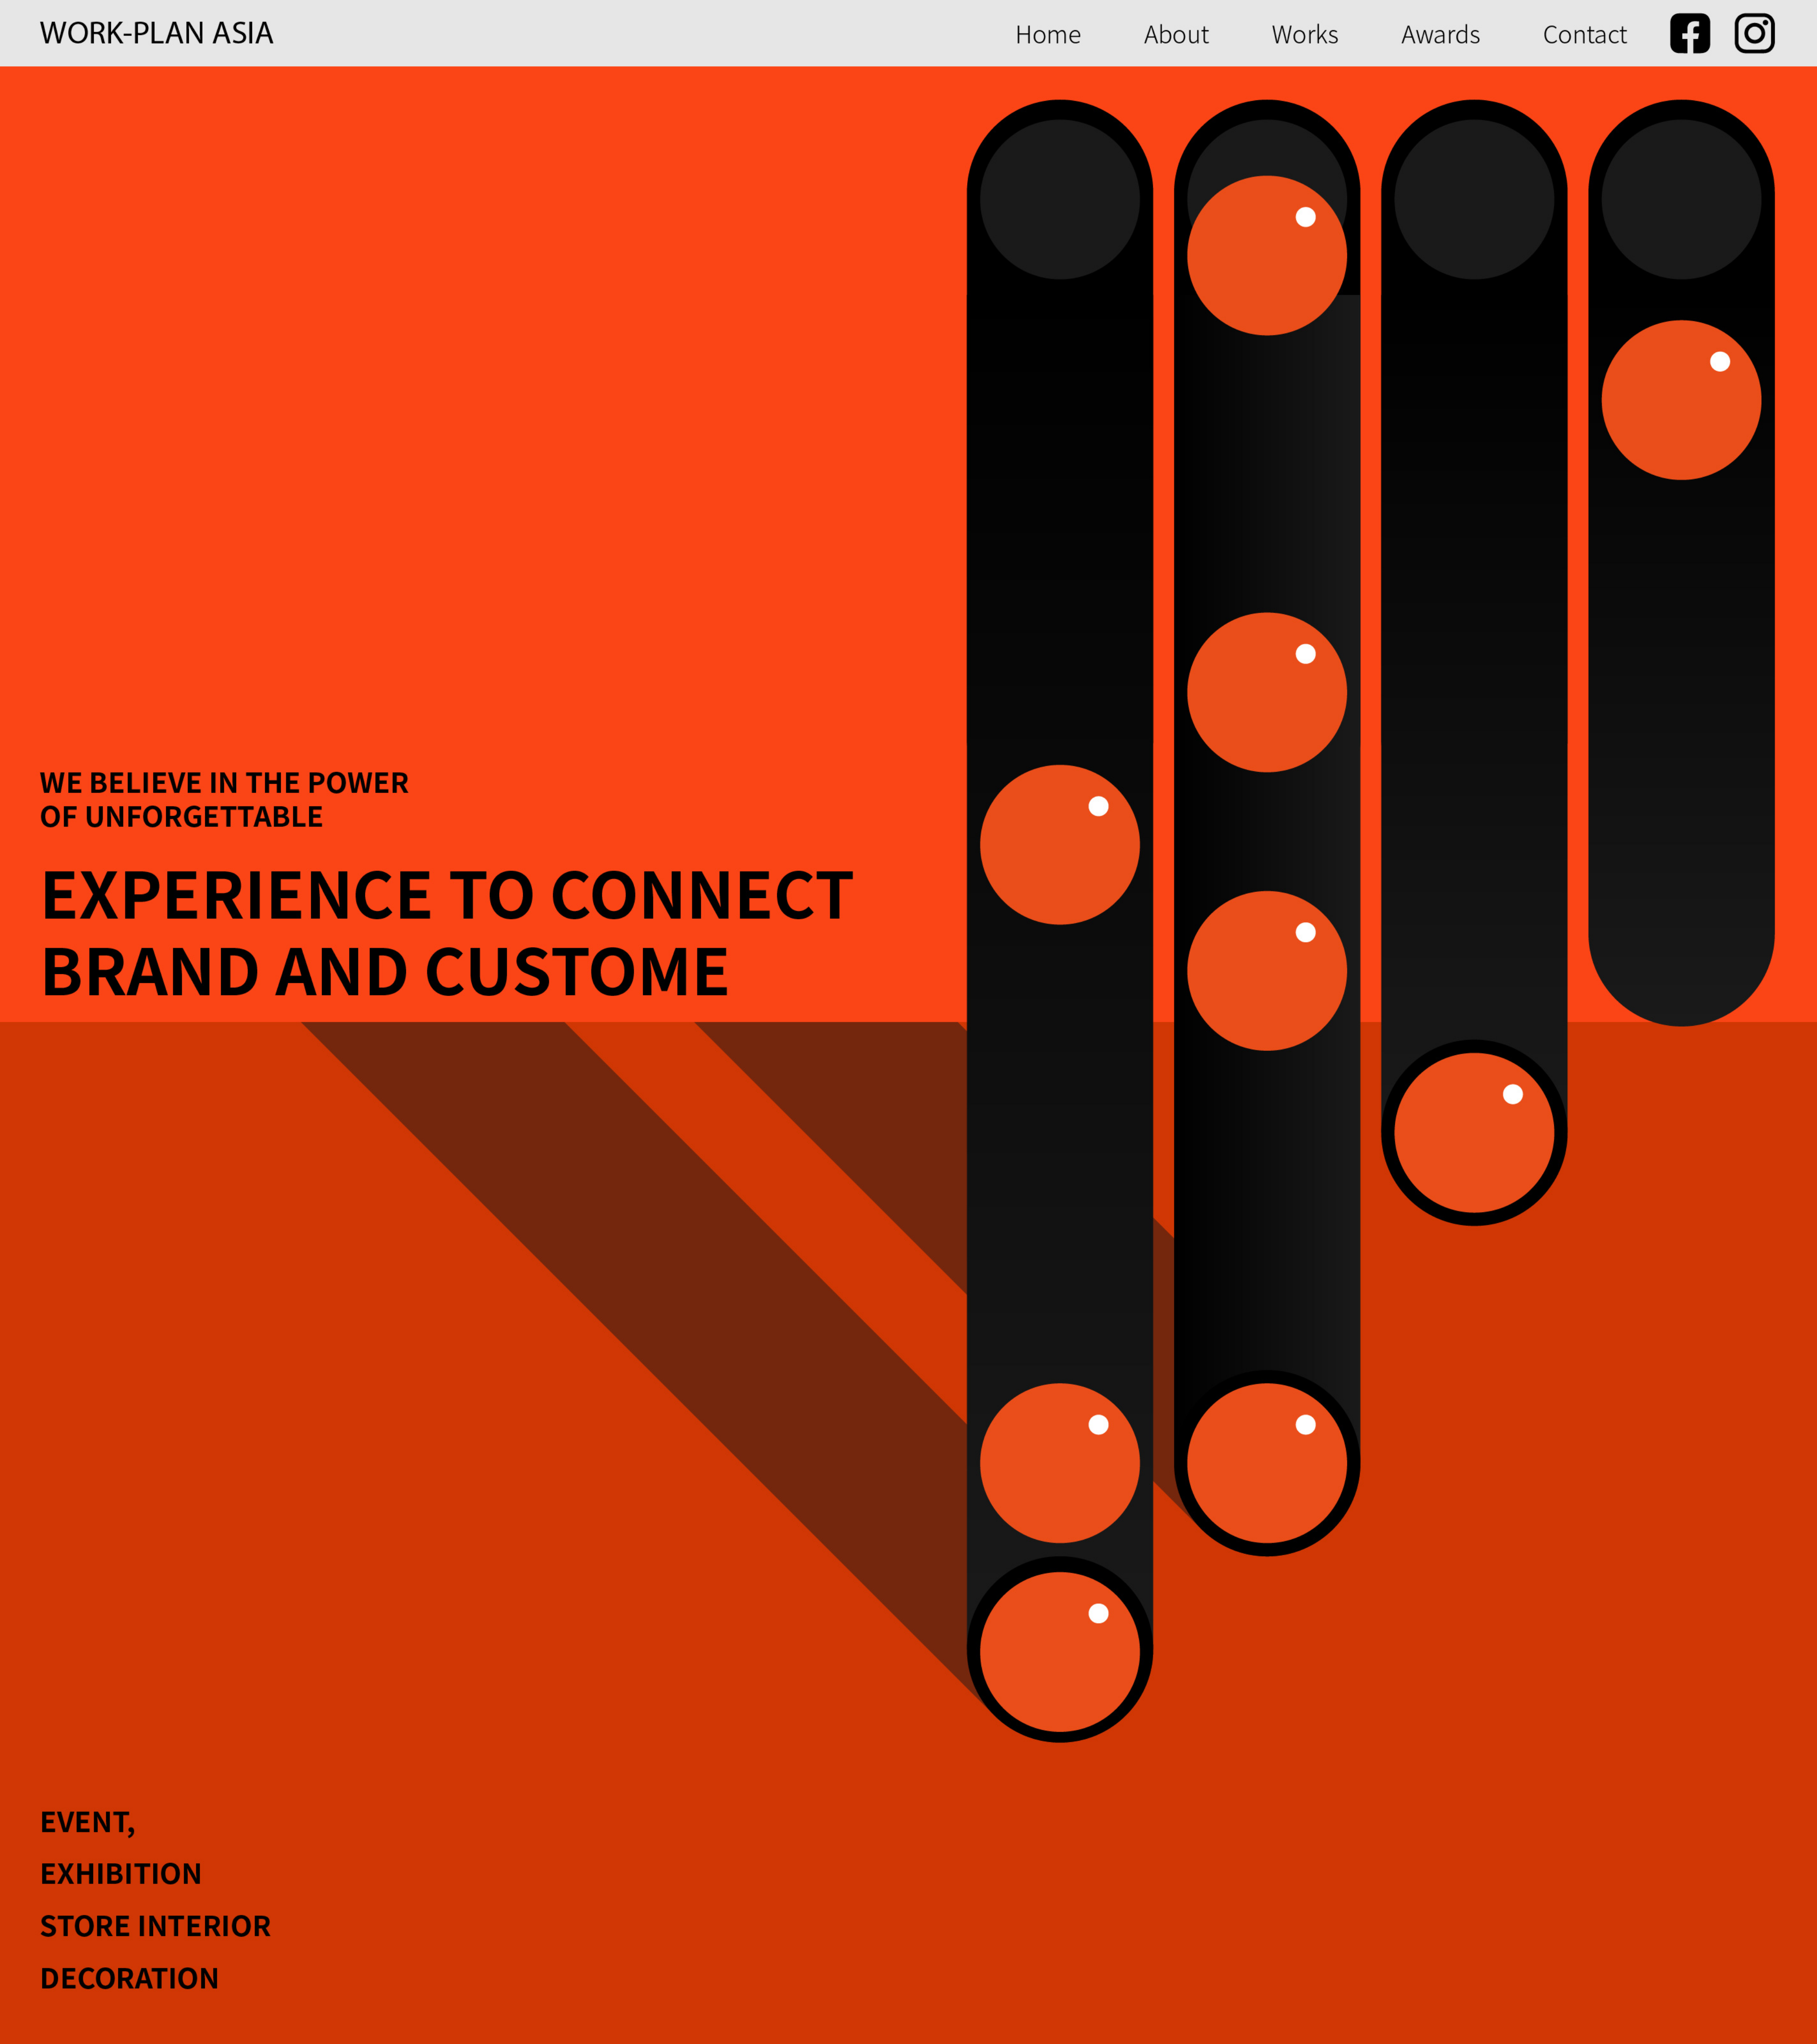 WORK-PLAN ASIA
Home About Works Awards Contact
WE BELIEVE IN THE POWER
OF UNFORGETTABLE
EXPERIENCE TO CONNECT
BRAND AND CUSTOME
EVENT,
EXHIBITION
STORE INTERIOR
DECORATION